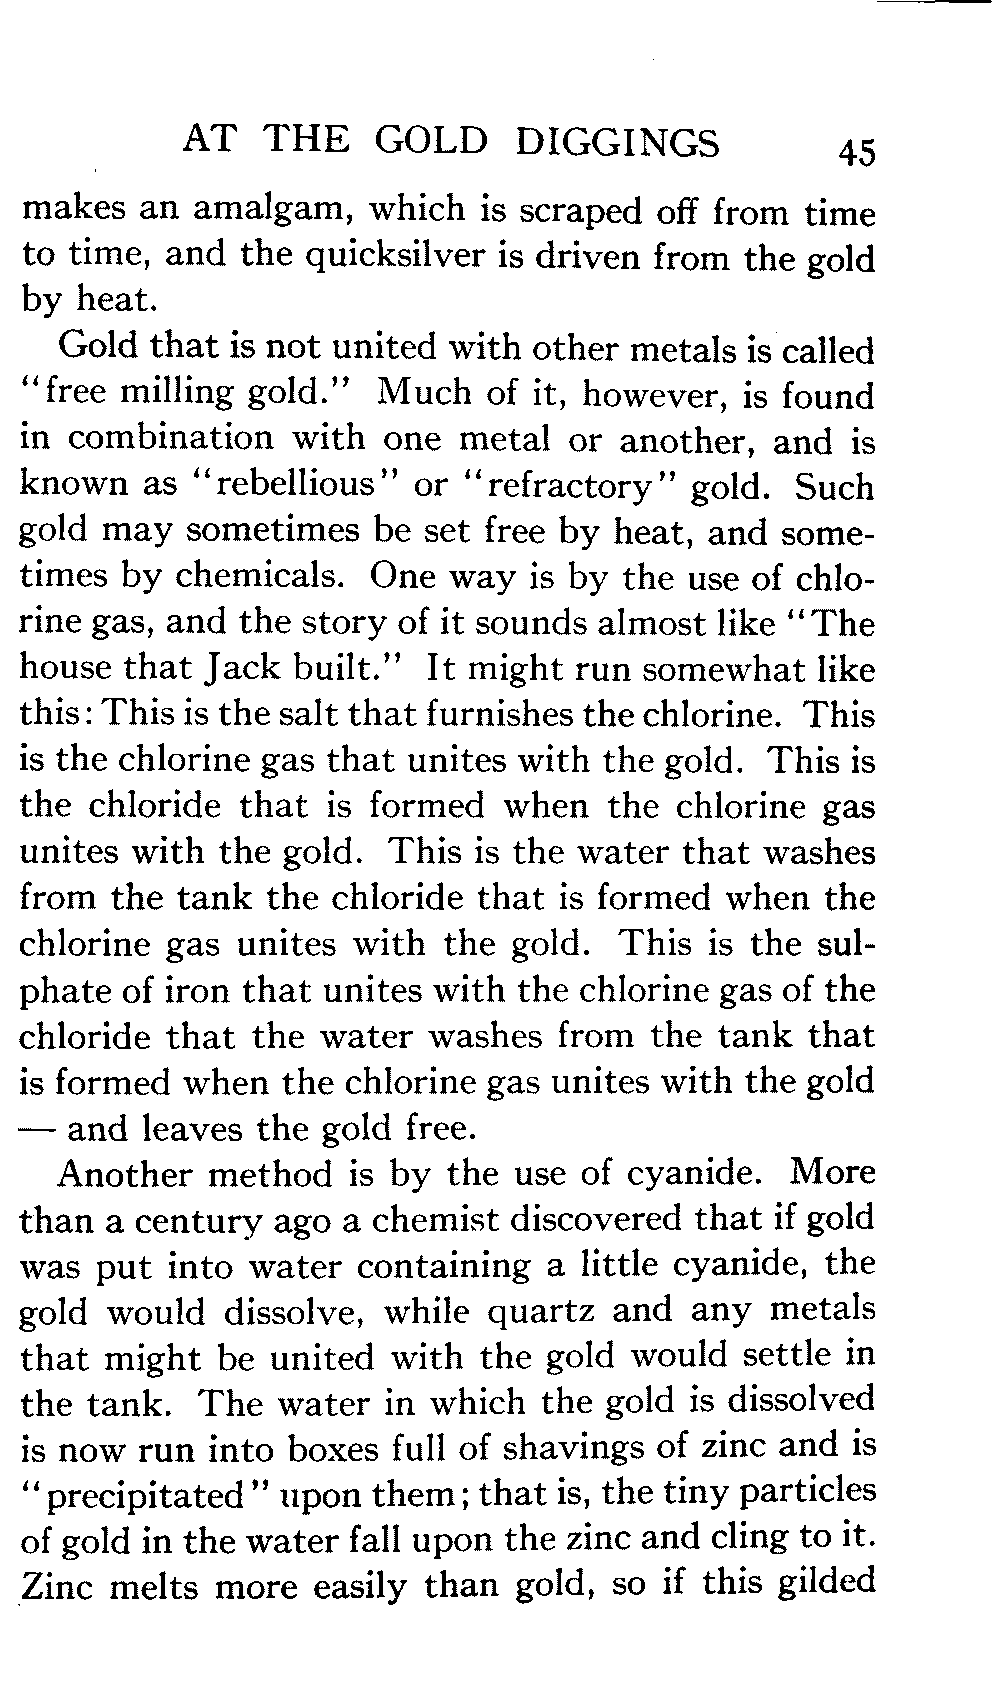 AT THE GOLD DIGGINGS 45
makes an amalgam, which is scraped off from time
to time, and the quicksilver is driven from the gold
by heat.
Gold that is not united with other metals is called
“free milling gold.” Much of it, however, is found
in combination with one metal or another, and is
known as “rebellious” or “refractory” gold. Such
gold may sometimes be set free by heat, and some-
times by chemicals. One way is by the use of chlo-
rine gas, and the story of it sounds almost like “The
house that Jack built.” It might run somewhat like
this: This is the salt that furnishes the chlorine. This
is the chlorine gas that unites with the gold. This is
the chloride that is formed when the chlorine gas
unites with the gold. This is the water that washes
from the tank the chloride that is formed when the
chlorine gas unites with the gold. This is the sul-
phate of iron that unites with the chlorine gas of the
chloride that the water washes from the tank that
is formed when the chlorine gas unites with the gold
— and leaves the gold free.
Another method is by the use of cyanide. More
than a century ago a chemist discovered that if gold
was put into water containing a little cyanide, the
gold would dissolve, while quartz and any metals
that might be united with the gold would settle in
the tank. The water in which the gold is dissolved
is now run into boxes full of shavings of zinc and is
“precipitated” upon them; that is, the tiny particles
of gold in the water fall upon the zinc and cling to it.
Zinc melts more easily than gold, so if this gilded